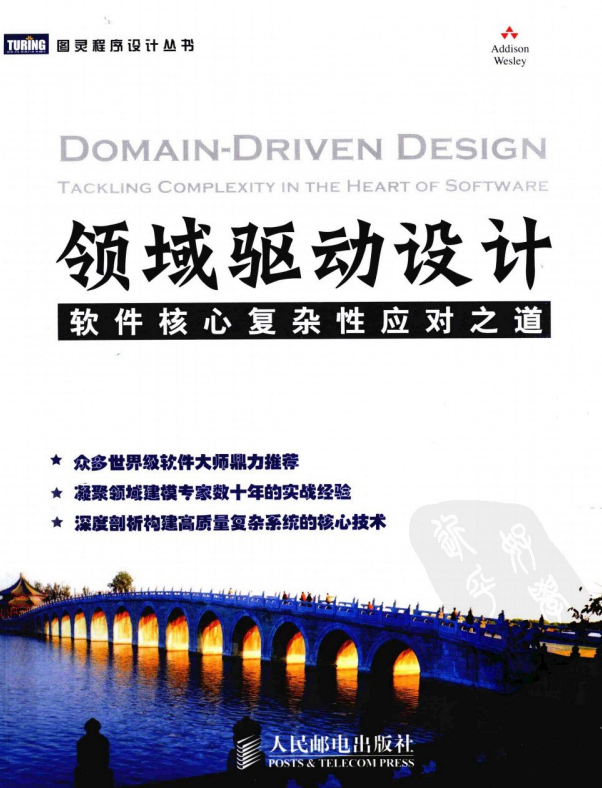 TURING 图灵程序设计丛书
Addison
Wesley
DOMAIN-DRIVEN DESIGN
TACKLING COMPLEXITY IN THE HEART OF SOFTWARE
领域驱动设计
软件核心复杂性应对之道
★ 众多世界级软件大师鼎力推荐
★ 凝聚领域建模专家数十年的实战经验
★ 深度剖析构建高质量复杂系统的核心技术
人民邮电出版社
POSTS & TELECOM PRESS